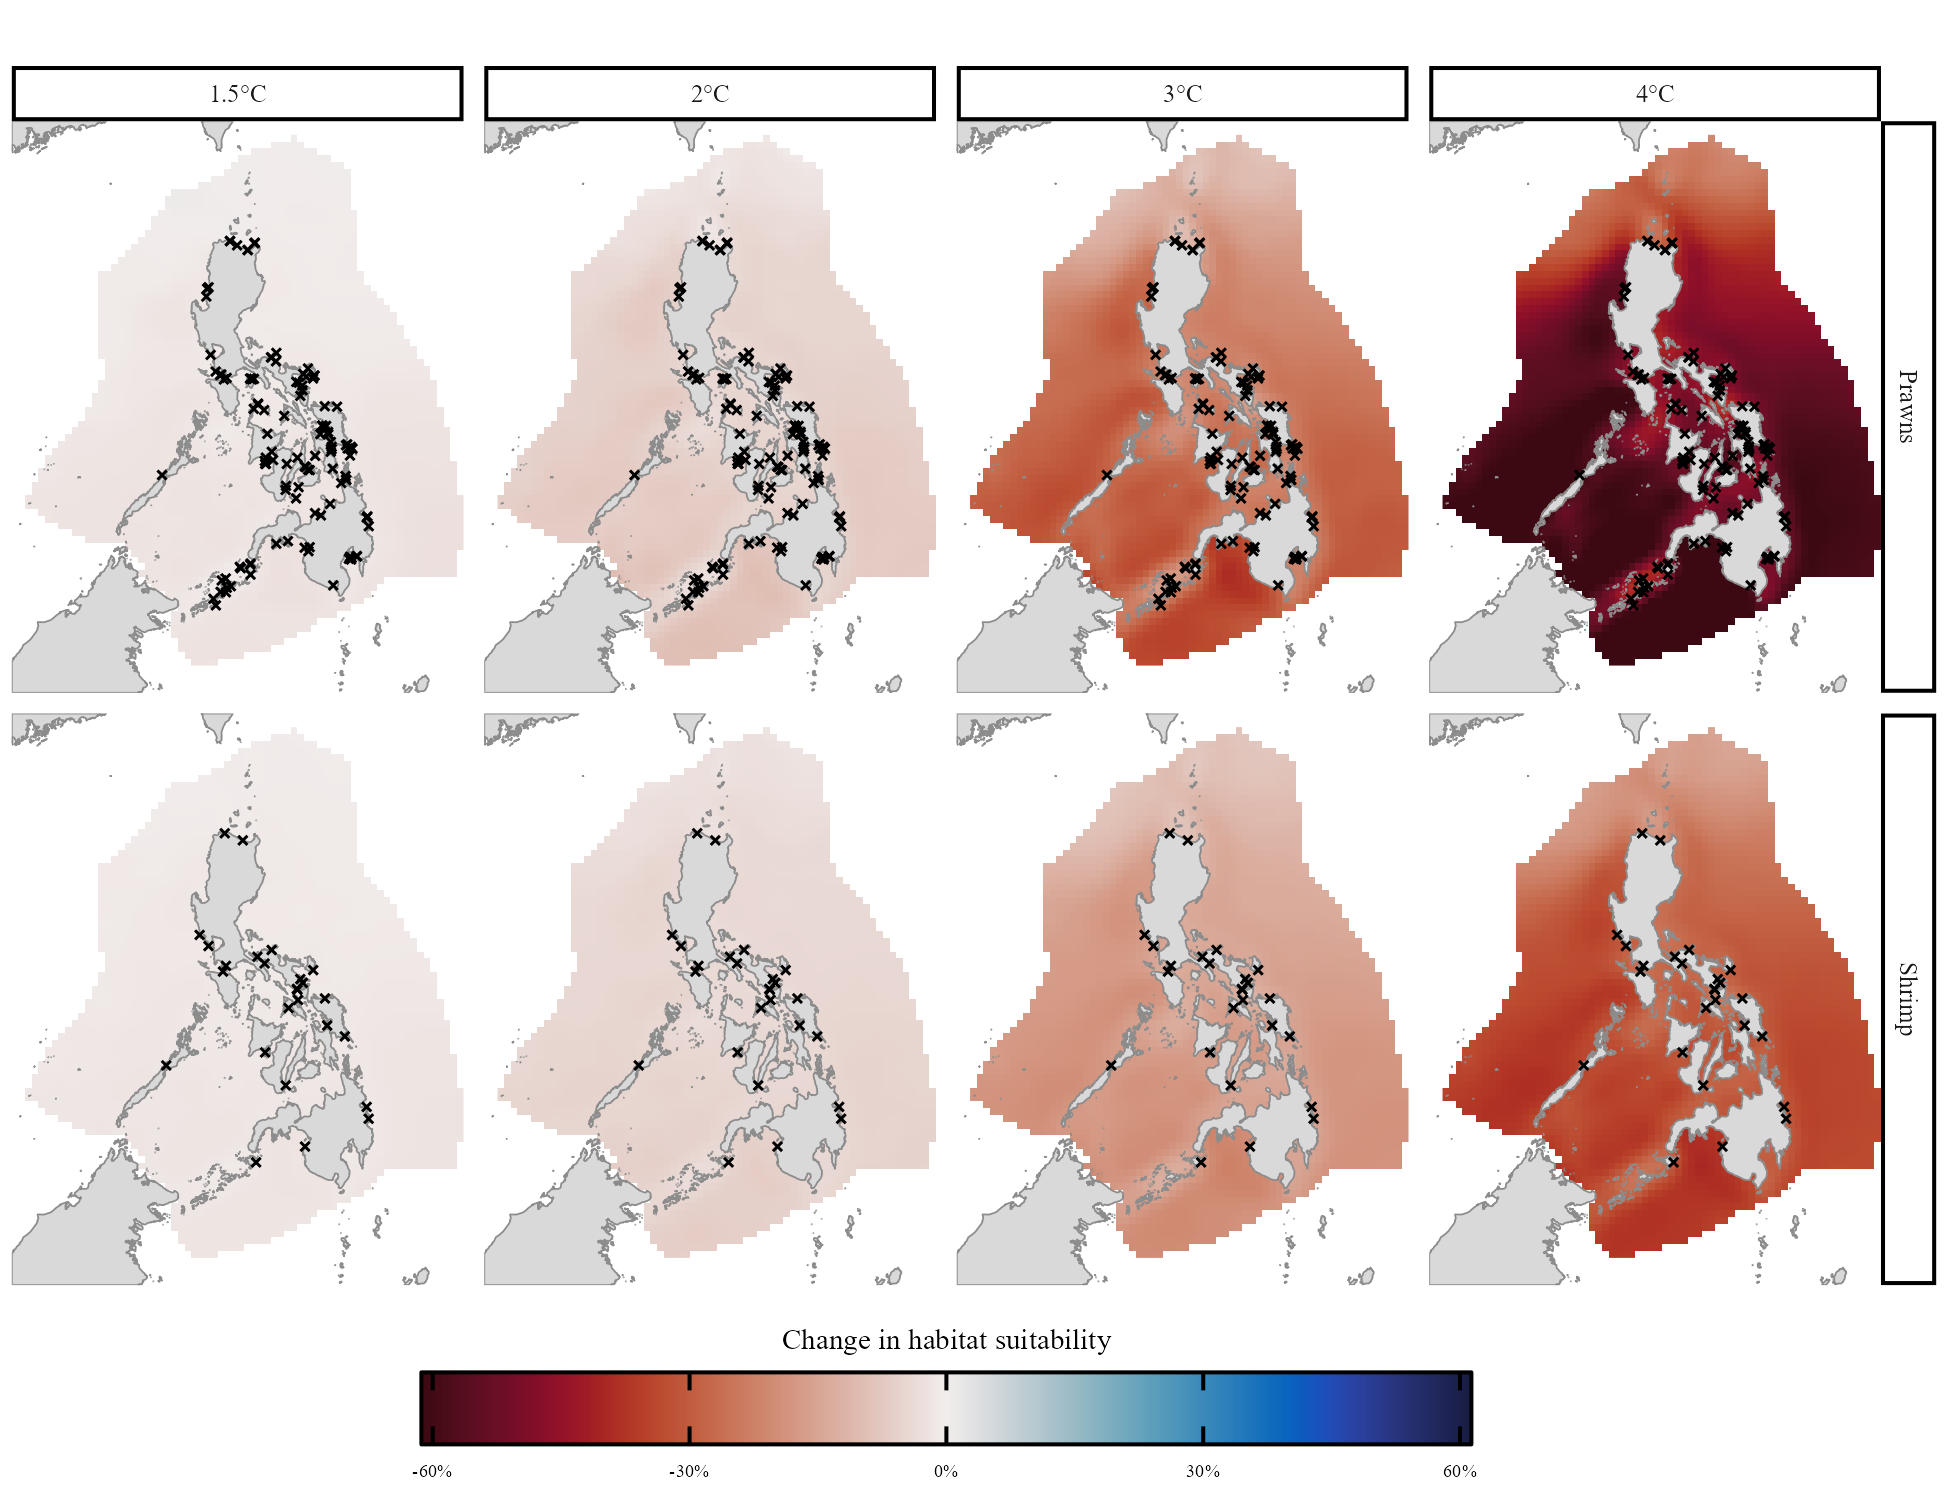 1.5°C
2°C
3°C
4°C
Prawns
Shrimp
Change in habitat suitability
-60%
-30%
0%
30%
60%